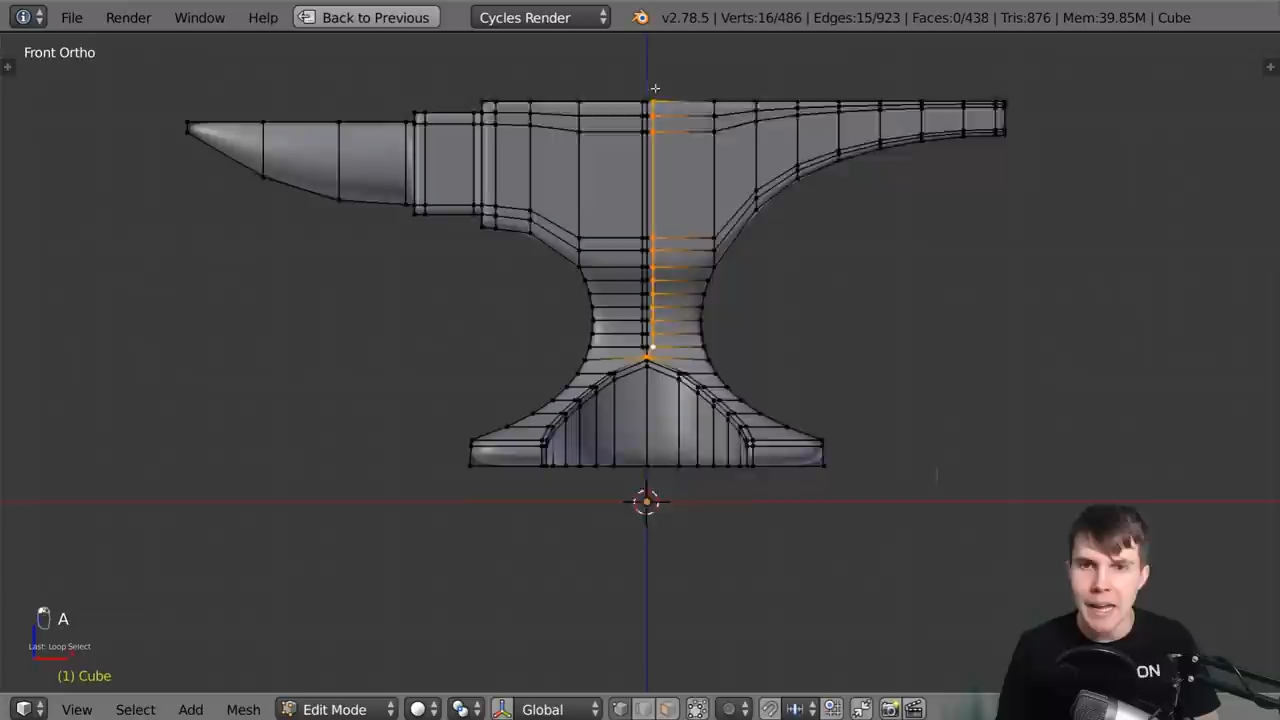 File Render Window Help Back to Previous Cycles Render v2.78.5 | Verts:16/486 | Edges:15/923 | Faces:0/438 | Tris:876 | Mem:39.85M | Cube
Front Ortho
ON
A
Last: Loop Select
(1) Cube
View Select Add Mesh Edit Mode Global